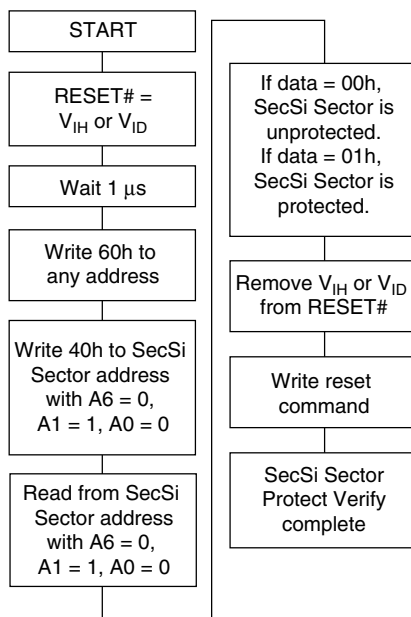 START
RESET# =
V_IH or V_ID
Wait 1 μs
Write 60h to
any address
Write 40h to SecSi
Sector address
with A6 = 0,
A1 = 1, A0 = 0
Read from SecSi
Sector address
with A6 = 0,
A1 = 1, A0 = 0
If data = 00h,
SecSi Sector is
unprotected.
If data = 01h,
SecSi Sector is
protected.
Remove V_IH or V_ID
from RESET#
Write reset
command
SecSi Sector
Protect Verify
complete